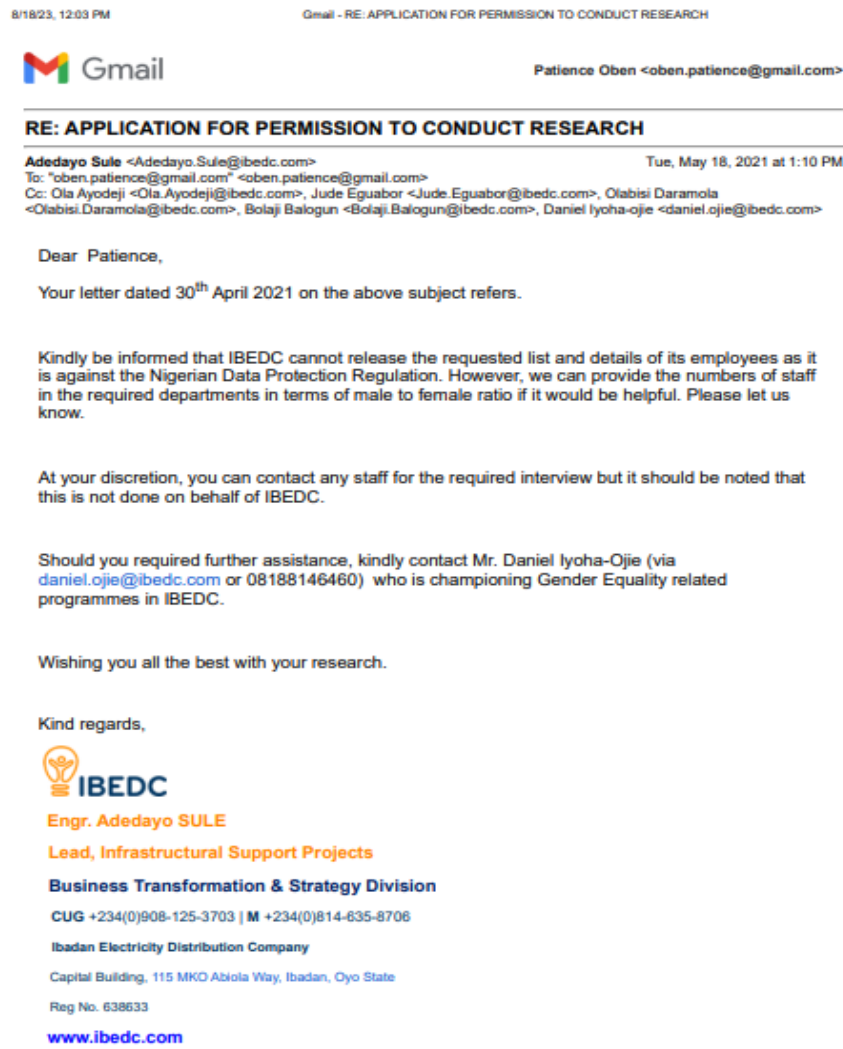 8/18/23, 12:03 PM Gmail - RE: APPLICATION FOR PERMISSION TO CONDUCT RESEARCH
Gmail Patience Oben <oben.patience@gmail.com>
RE: APPLICATION FOR PERMISSION TO CONDUCT RESEARCH
Adedayo Sule <Adedayo.Sule@ibedc.com> Tue, May 18, 2021 at 1:10 PM
To: "oben.patience@gmail.com" <oben.patience@gmail.com>
Cc: Ola Ayodeji <Ola.Ayodeji@ibedc.com>, Jude Eguabor <Jude.Eguabor@ibedc.com>, Olabisi Daramola
<Olabisi.Daramola@ibedc.com>, Bolaji Balogun <Bolaji.Balogun@ibedc.com>, Daniel Iyoha-ojie <daniel.ojie@ibedc.com>
Dear Patience,
Your letter dated 30th April 2021 on the above subject refers.
Kindly be informed that IBEDC cannot release the requested list and details of its employees as it
is against the Nigerian Data Protection Regulation. However, we can provide the numbers of staff
in the required departments in terms of male to female ratio if it would be helpful. Please let us
know.
At your discretion, you can contact any staff for the required interview but it should be noted that
this is not done on behalf of IBEDC.
Should you required further assistance, kindly contact Mr. Daniel Iyoha-Ojie (via
daniel.ojie@ibedc.com or 08188146460) who is championing Gender Equality related
programmes in IBEDC.
Wishing you all the best with your research.
Kind regards,
IBEDC
Engr. Adedayo SULE
Lead, Infrastructural Support Projects
Business Transformation & Strategy Division
CUG +234(0)908-125-3703 | M +234(0)814-635-8706
Ibadan Electricity Distribution Company
Capital Building, 115 MKO Abiola Way, Ibadan, Oyo State
Reg No. 638633
www.ibedc.com